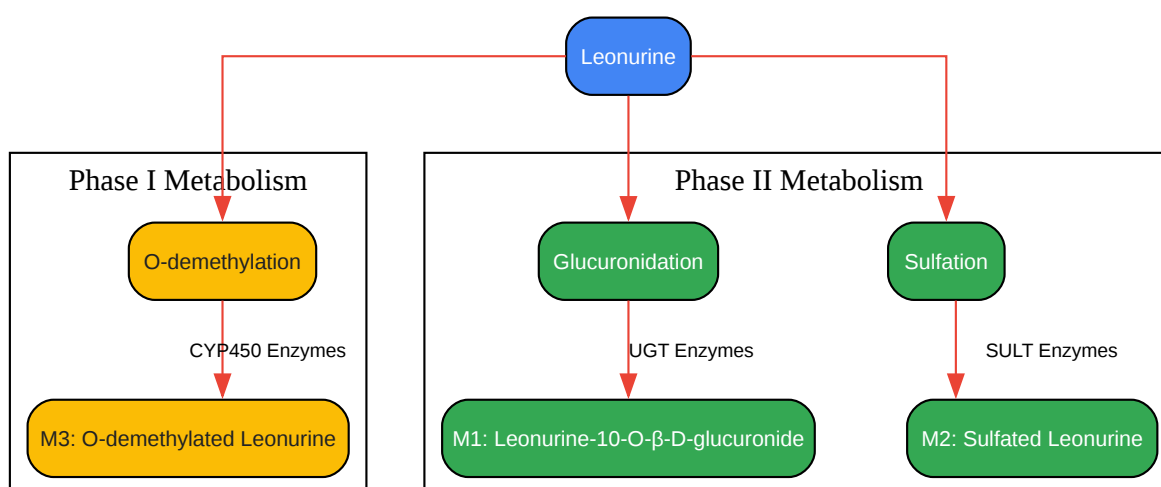 Leonurine
Phase I Metabolism
Phase II Metabolism
O-demethylation
Glucuronidation
Sulfation
CYP450 Enzymes
UGT Enzymes
SULT Enzymes
M3: O-demethylated Leonurine
M1: Leonurine-10-O-β-D-glucuronide
M2: Sulfated Leonurine